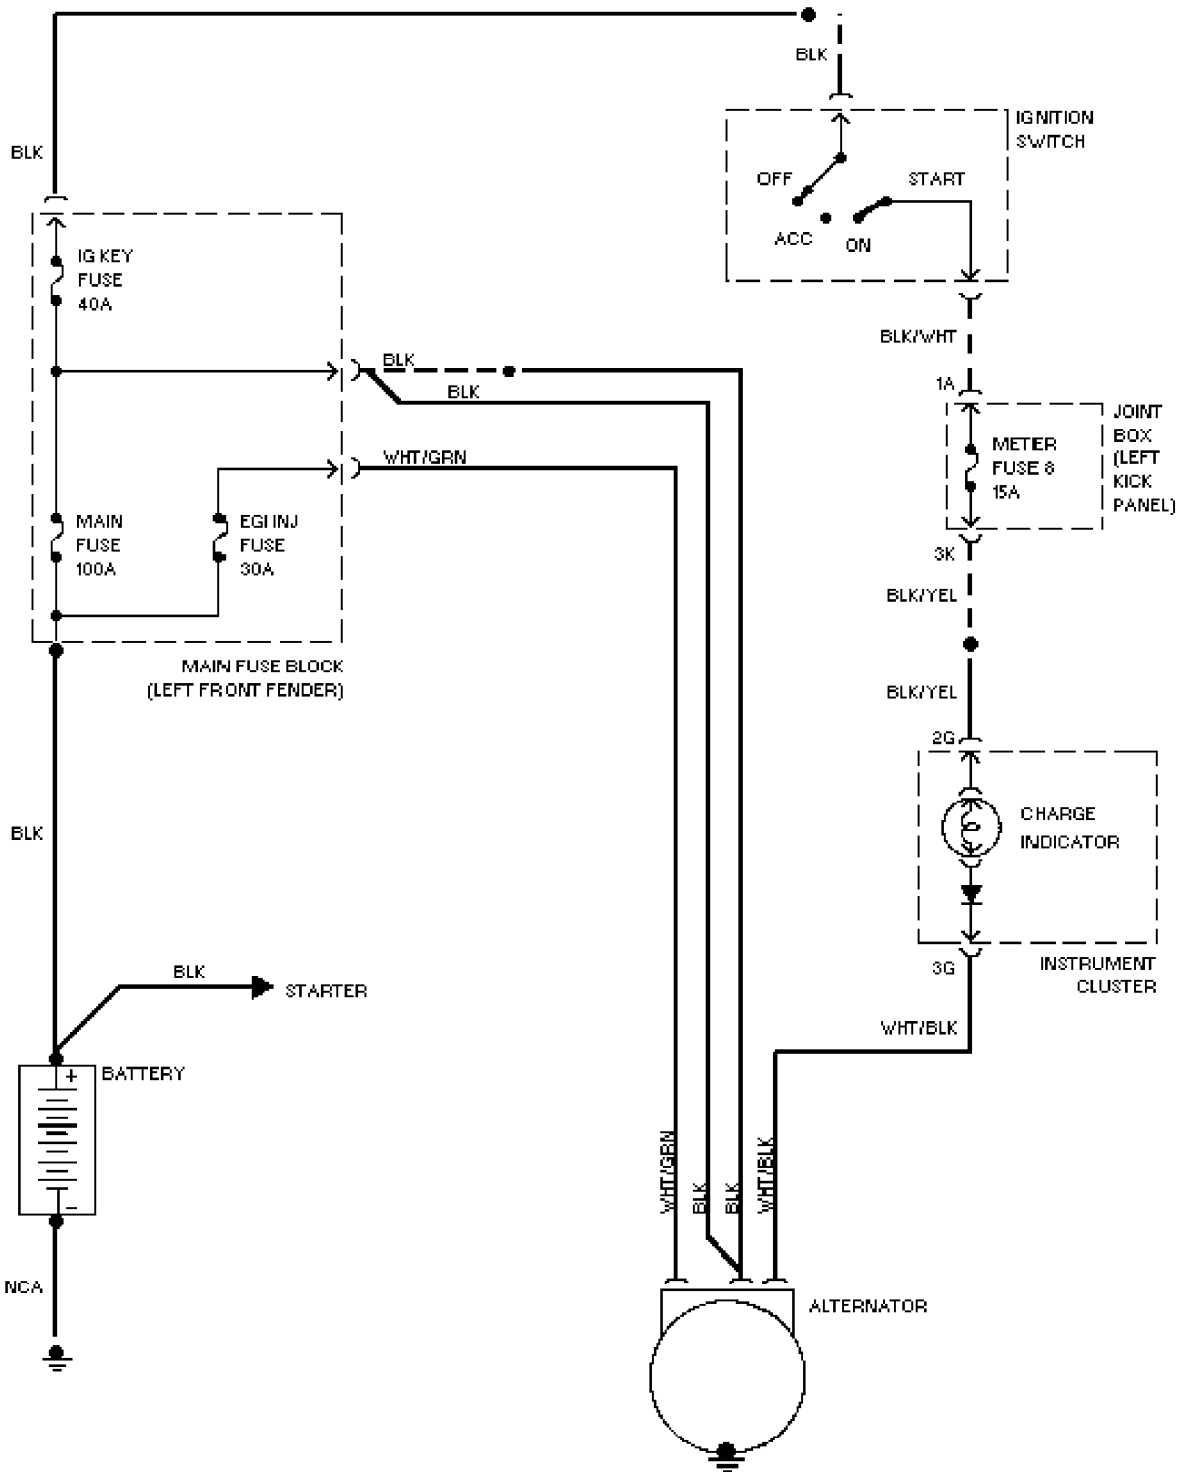 BLK
IGNITION
SWITCH
BLK
OFF
START
ACC
ON
IG KEY
FUSE
40A
BLK/WHT
BLK
1A
BLK
JOINT
BOX
(LEFT
KICK
PANEL)
METER
FUSE 8
15A
WHT/GRN
MAIN
FUSE
100A
EGI INJ
FUSE
30A
3K
BLK/YEL
MAIN FUSE BLOCK
(LEFT FRONT FENDER)
BLK/YEL
2G
CHARGE
INDICATOR
BLK
BLK
STARTER
3G
INSTRUMENT
CLUSTER
WHT/BLK
+
BATTERY
-
WHT/GRN
BLK
BLK
WHT/BLK
NCA
ALTERNATOR